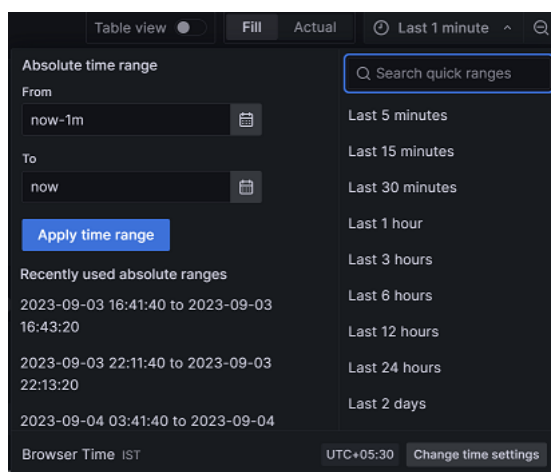 Table view Fill Actual Last 1 minute
Absolute time range
From
now-1m
To
now
Apply time range
Recently used absolute ranges
2023-09-03 16:41:40 to 2023-09-03
16:43:20
2023-09-03 22:11:40 to 2023-09-03
22:13:20
2023-09-04 03:41:40 to 2023-09-04
Search quick ranges
Last 5 minutes
Last 15 minutes
Last 30 minutes
Last 1 hour
Last 3 hours
Last 6 hours
Last 12 hours
Last 24 hours
Last 2 days
Browser Time IST UTC+05:30 Change time settings